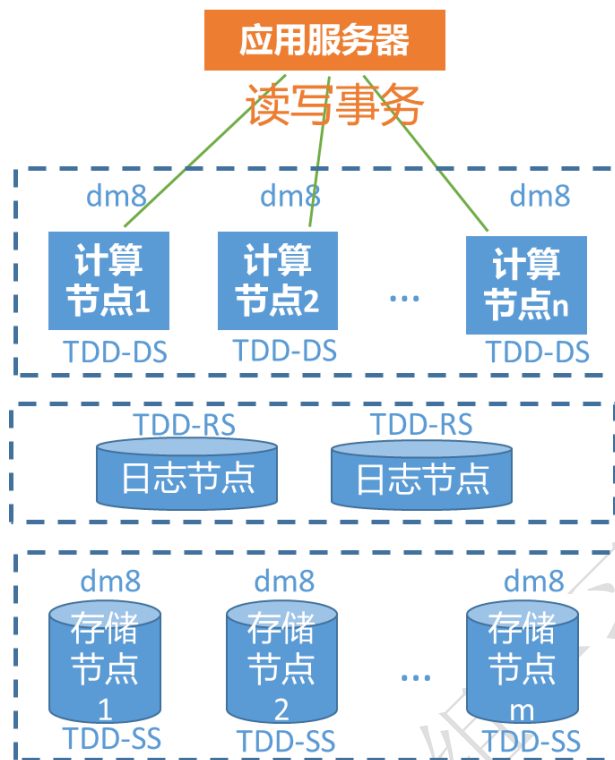 应用服务器
读写事务
dm8 dm8 dm8
计算 计算 计算
节点1 节点2 ... 节点n
TDD-DS TDD-DS TDD-DS
TDD-RS TDD-RS
日志节点 日志节点
dm8 dm8 dm8
存储 存储 存储
节点 节点 ... 节点
1 2 m
TDD-SS TDD-SS TDD-SS